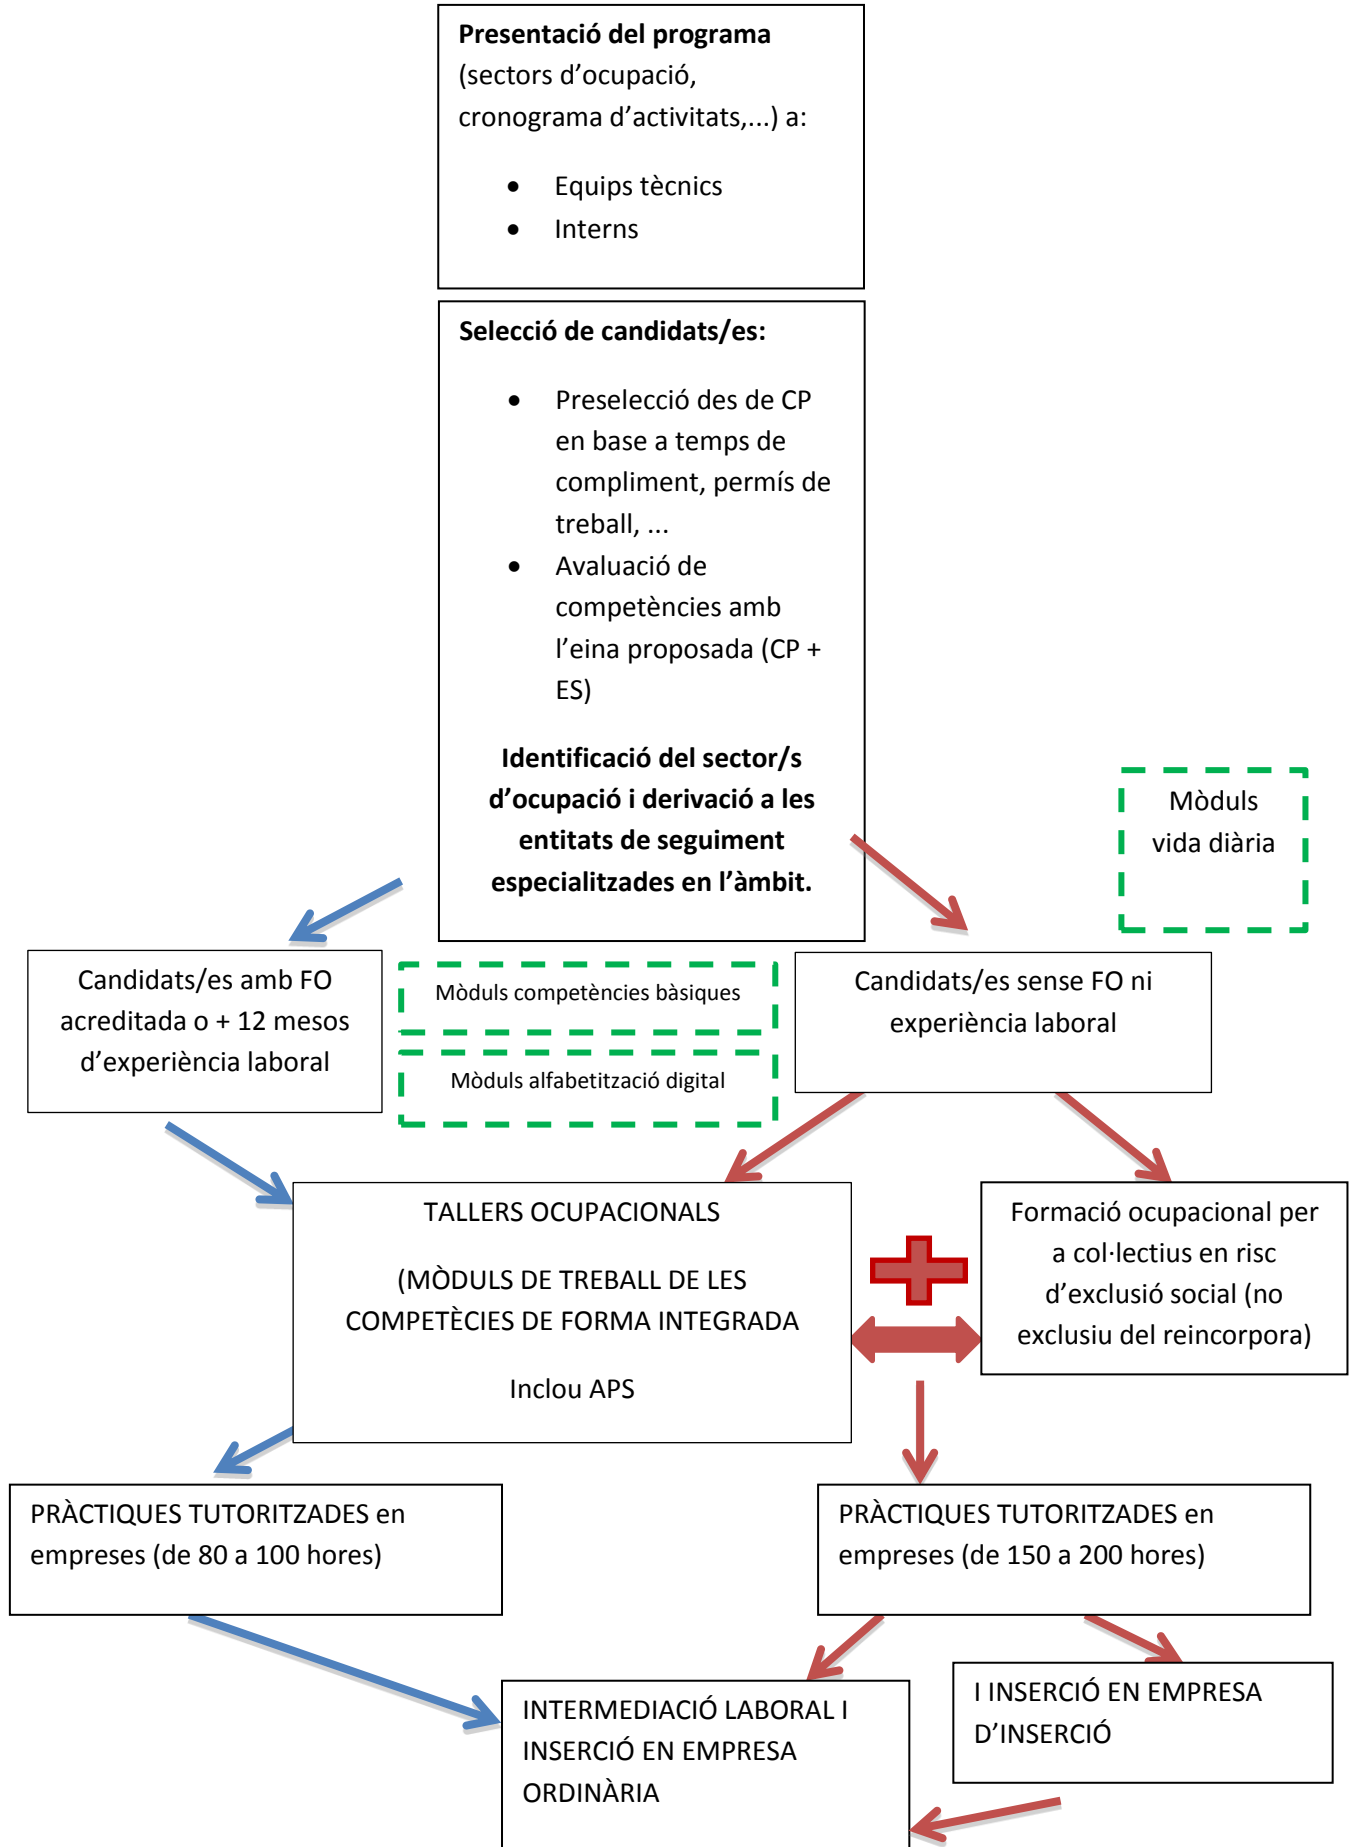 Presentació del programa
(sectors d’ocupació,
cronograma d’activitats,...) a:
• Equips tècnics
• Interns
Selecció de candidats/es:
• Preselecció des de CP
en base a temps de
compliment, permís de
treball, ...
• Avaluació de
competències amb
l’eina proposada (CP +
ES)
Identificació del sector/s
d’ocupació i derivació a les
entitats de seguiment
especialitzades en l’àmbit.
Mòduls
vida diària
Candidats/es amb FO
acreditada o + 12 mesos
d’experiència laboral
Mòduls competències bàsiques
Mòduls alfabetització digital
Candidats/es sense FO ni
experiència laboral
TALLERS OCUPACIONALS
(MÒDULS DE TREBALL DE LES
COMPETÈCIES DE FORMA INTEGRADA
Inclou APS
Formació ocupacional per
a col·lectius en risc
d’exclusió social (no
exclusiu del reincorpora)
PRÀCTIQUES TUTORITZADES en
empreses (de 80 a 100 hores)
PRÀCTIQUES TUTORITZADES en
empreses (de 150 a 200 hores)
INTERMEDIACIÓ LABORAL I
INSERCIÓ EN EMPRESA
ORDINÀRIA
I INSERCIÓ EN EMPRESA
D’INSERCIÓ